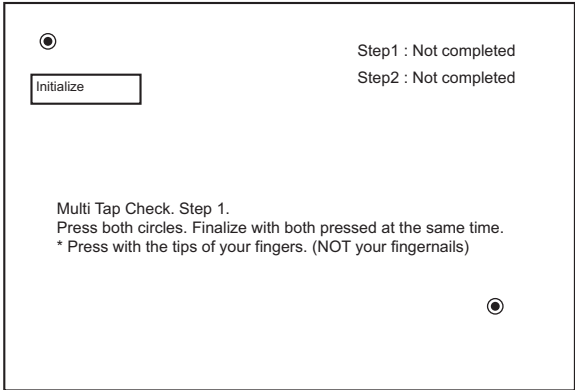 Step1 : Not completed
Step2 : Not completed
Initialize
Multi Tap Check. Step 1.
Press both circles. Finalize with both pressed at the same time.
* Press with the tips of your fingers. (NOT your fingernails)